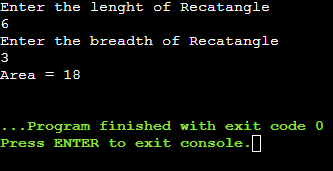 Enter the lenght of Recatangle
6
Enter the breadth of Recatangle
3
Area = 18
...Program finished with exit code 0
Press ENTER to exit console.